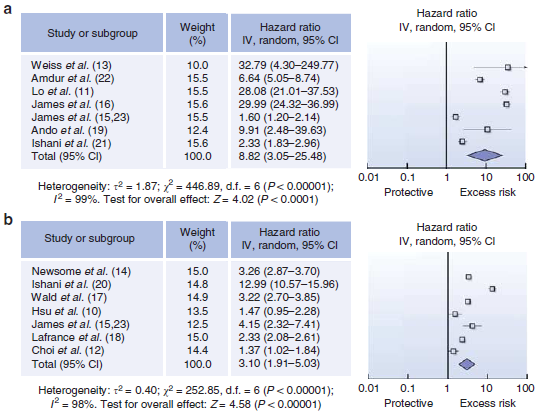 a
Study or subgroup Weight (%) Hazard ratio IV, random, 95% CI
Hazard ratio IV, random, 95% CI
Weiss et al. (13) 10.0 32.79 (4.30–249.77)
Amdur et al. (22) 15.5 6.64 (5.05–8.74)
Lo et al. (11) 15.5 28.08 (21.01–37.53)
James et al. (16) 15.6 29.99 (24.32–36.99)
James et al. (15,23) 15.5 1.60 (1.20–2.14)
Ando et al. (19) 12.4 9.91 (2.48–39.63)
Ishani et al. (21) 15.6 2.33 (1.83–2.96)
Total (95% CI) 100.0 8.82 (3.05–25.48)
0.01 0.1 1 10 100
Protective Excess risk
Heterogeneity: τ² = 1.87; χ² = 446.89, d.f. = 6 (P < 0.00001);
I² = 99%. Test for overall effect: Z = 4.02 (P < 0.0001)
b
Study or subgroup Weight (%) Hazard ratio IV, random, 95% CI
Hazard ratio IV, random, 95% CI
Newsome et al. (14) 15.0 3.26 (2.87–3.70)
Ishani et al. (20) 14.8 12.99 (10.57–15.96)
Wald et al. (17) 14.9 3.22 (2.70–3.85)
Hsu et al. (10) 13.5 1.47 (0.95–2.28)
James et al. (15,23) 12.5 4.15 (2.32–7.41)
Lafrance et al. (18) 15.0 2.33 (2.08–2.61)
Choi et al. (12) 14.4 1.37 (1.02–1.84)
Total (95% CI) 100.0 3.10 (1.91–5.03)
0.01 0.1 1 10 100
Protective Excess risk
Heterogeneity: τ² = 0.40; χ² = 252.85, d.f. = 6 (P < 0.00001);
I² = 98%. Test for overall effect: Z = 4.58 (P < 0.00001)